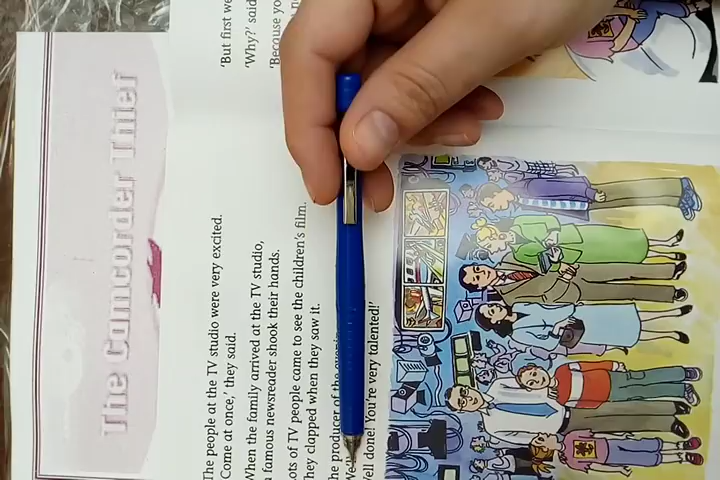 The Camcorder Thief
'But first we
'Why?' said
'Because yo
The people at the TV studio were very excited.
'Come at once,' they said.
When the family arrived at the TV studio,
a famous newsreader shook their hands.
Lots of TV people came to see the children's film.
They clapped when they saw it.
the producer of the
Well done! You're very talented!'